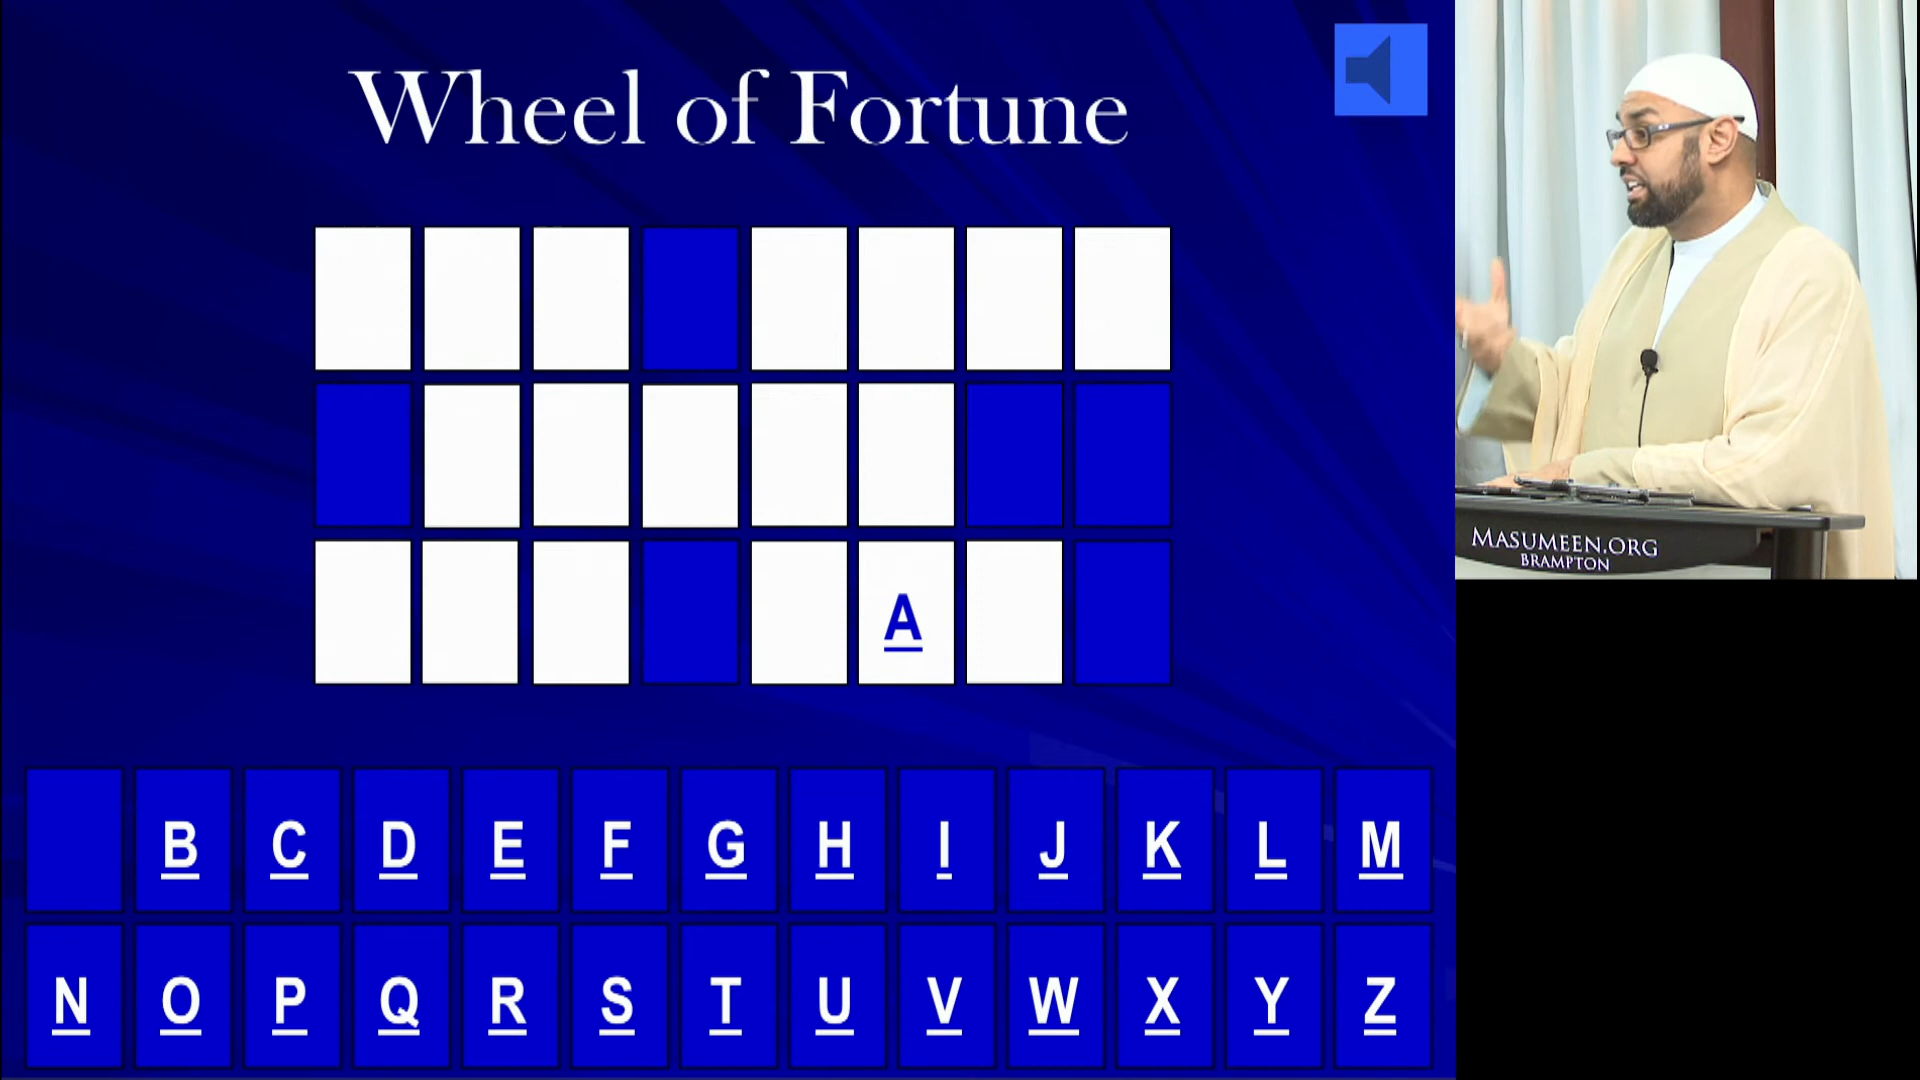 Wheel of Fortune
A
B C D E F G H I J K L M
N O P Q R S T U V W X Y Z
MASUMEEN.ORG
BRAMPTON